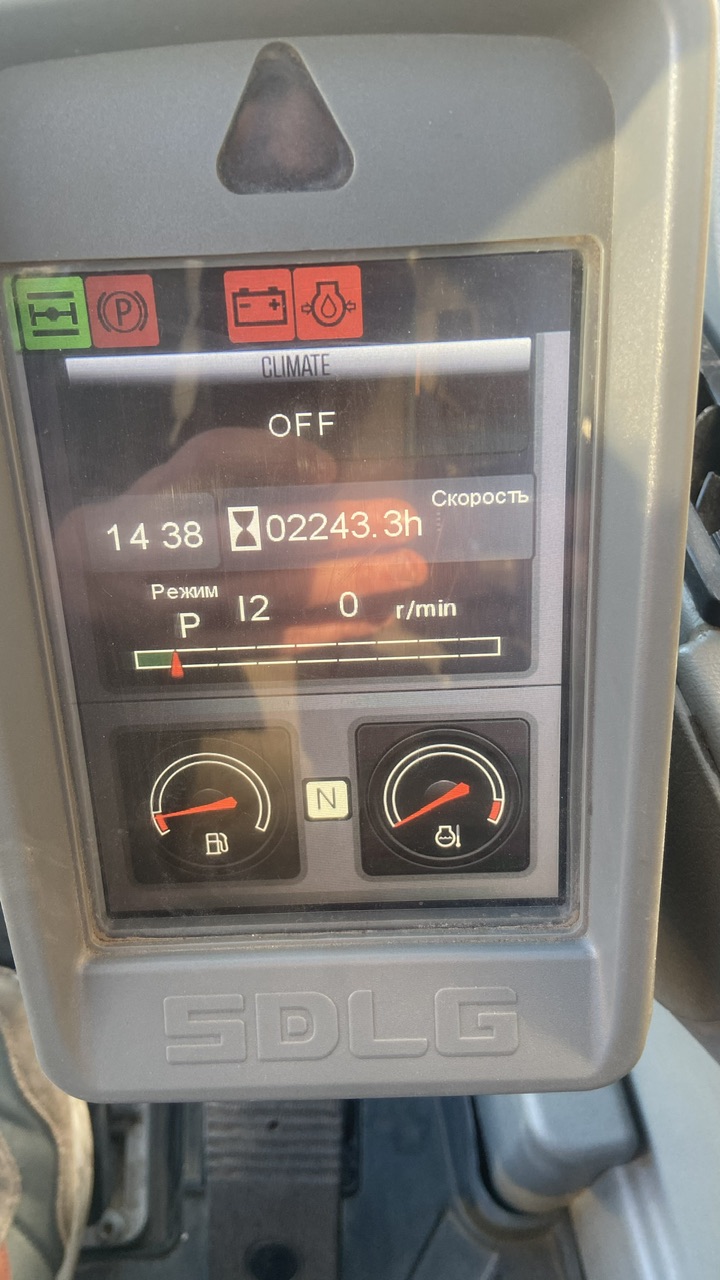 P
CLIMATE
OFF
Скорость
14 38 02243.3h
Режим
P I2 0 r/min
N
SDLG